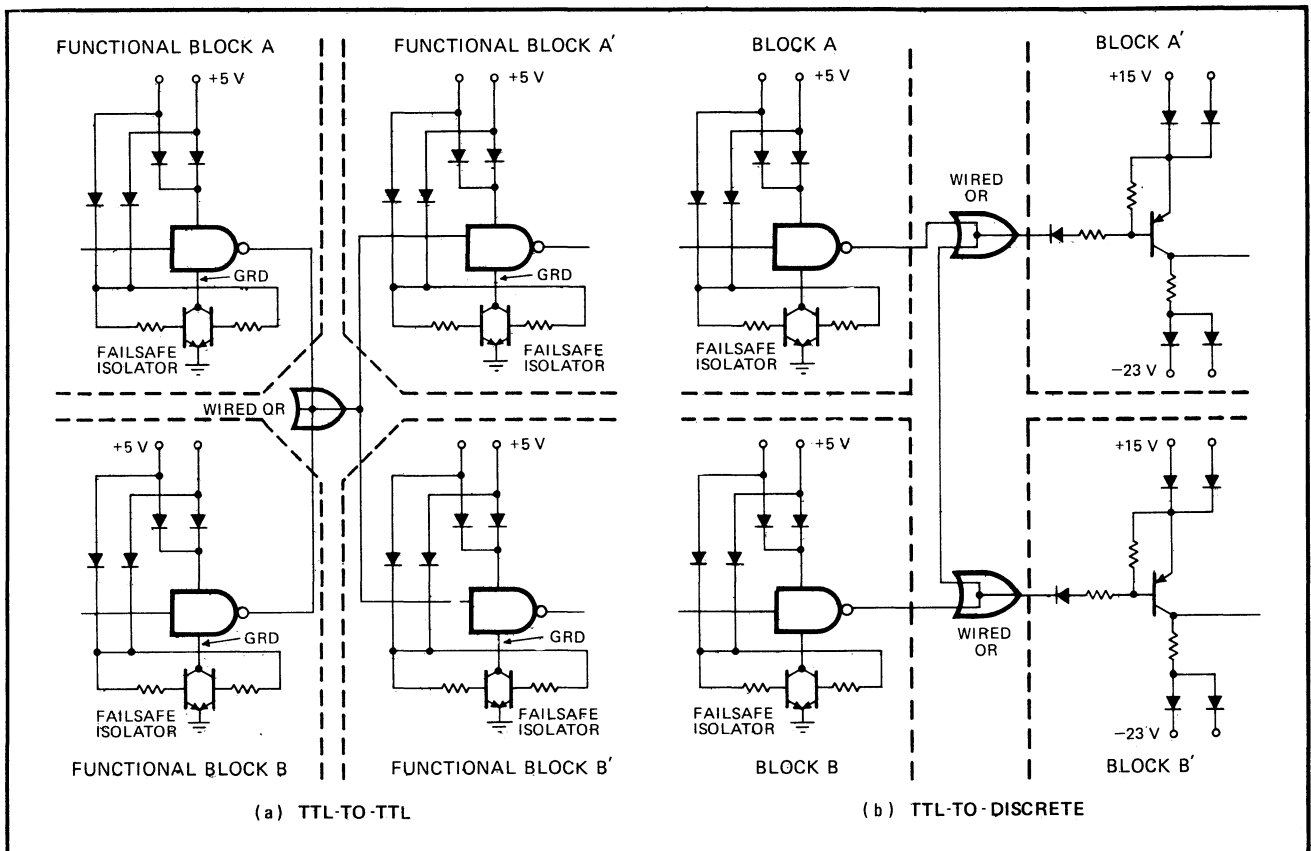 FUNCTIONAL BLOCK A
FUNCTIONAL BLOCK A′
BLOCK A
BLOCK A′
+5 V
+5 V
+5 V
+15 V
WIRED
OR
GRD
GRD
FAILSAFE
ISOLATOR
FAILSAFE
ISOLATOR
FAILSAFE
ISOLATOR
−23 V
WIRED OR
+5 V
+5 V
+5 V
+15 V
GRD
GRD
WIRED
OR
FAILSAFE
ISOLATOR
FAILSAFE
ISOLATOR
FAILSAFE
ISOLATOR
−23 V
FUNCTIONAL BLOCK B
FUNCTIONAL BLOCK B′
BLOCK B
BLOCK B′
(a) TTL-TO-TTL
(b) TTL-TO-DISCRETE